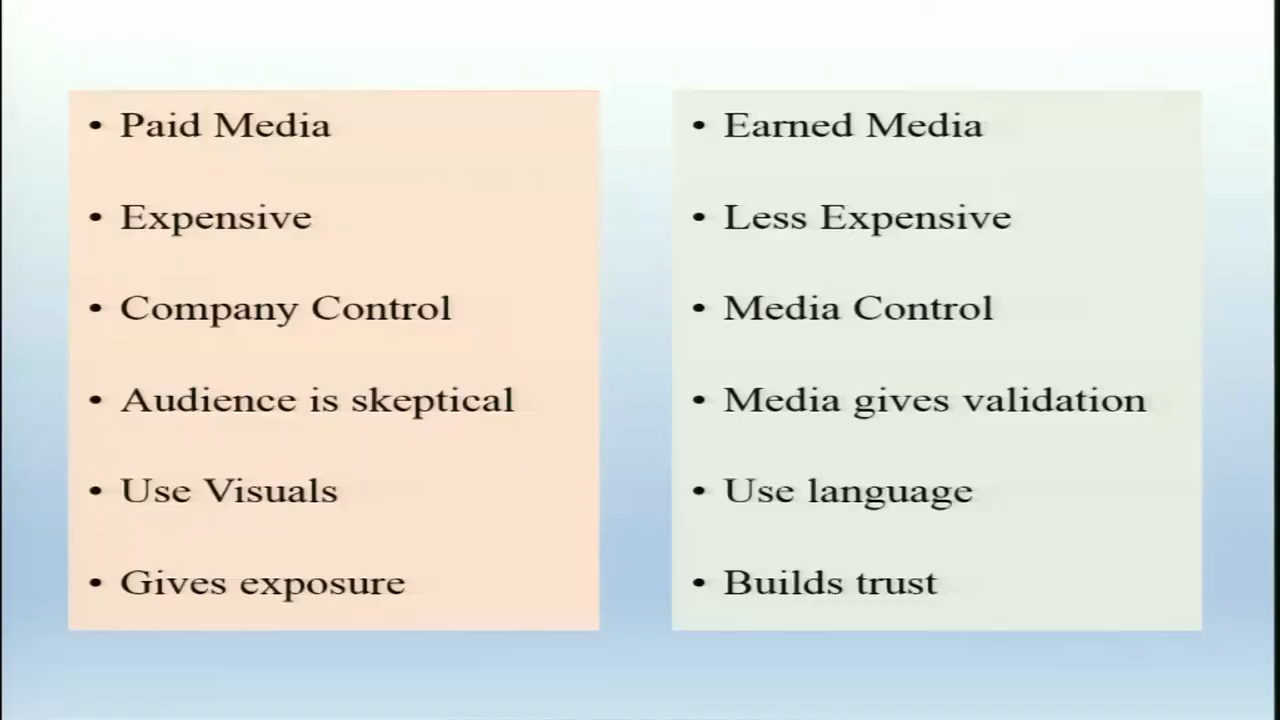 • Paid Media
• Expensive
• Company Control
• Audience is skeptical
• Use Visuals
• Gives exposure
• Earned Media
• Less Expensive
• Media Control
• Media gives validation
• Use language
• Builds trust